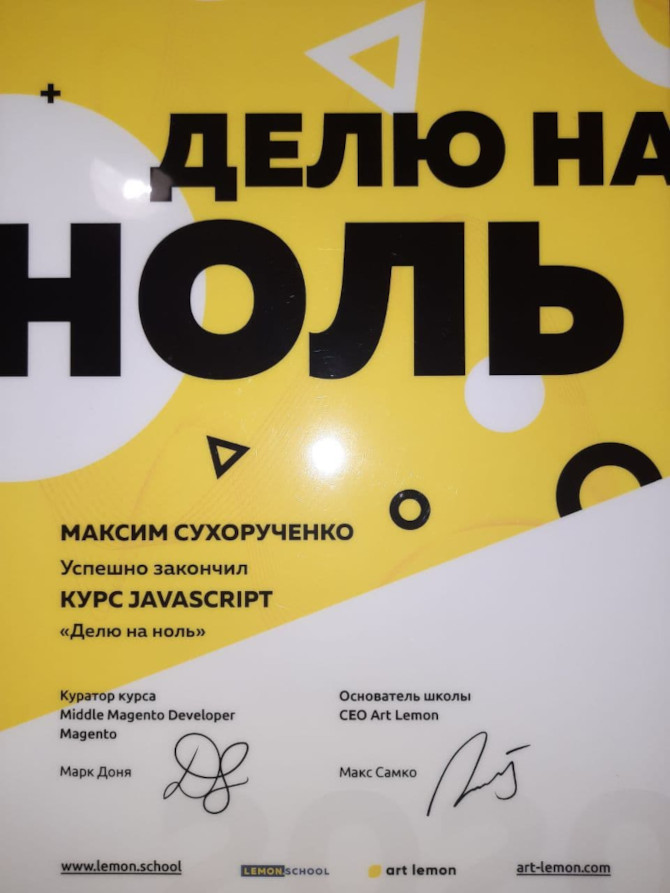 ДЕЛЮ НА
НОЛЬ
МАКСИМ СУХОРУЧЕНКО
Успешно закончил
КУРС JAVASCRIPT
«Делю на ноль»
Куратор курса
Middle Magento Developer
Magento
Марк Доня
Основатель школы
CEO Art Lemon
Макс Самко
2020
www.lemon.school
LEMON.SCHOOL
art lemon
art-lemon.com